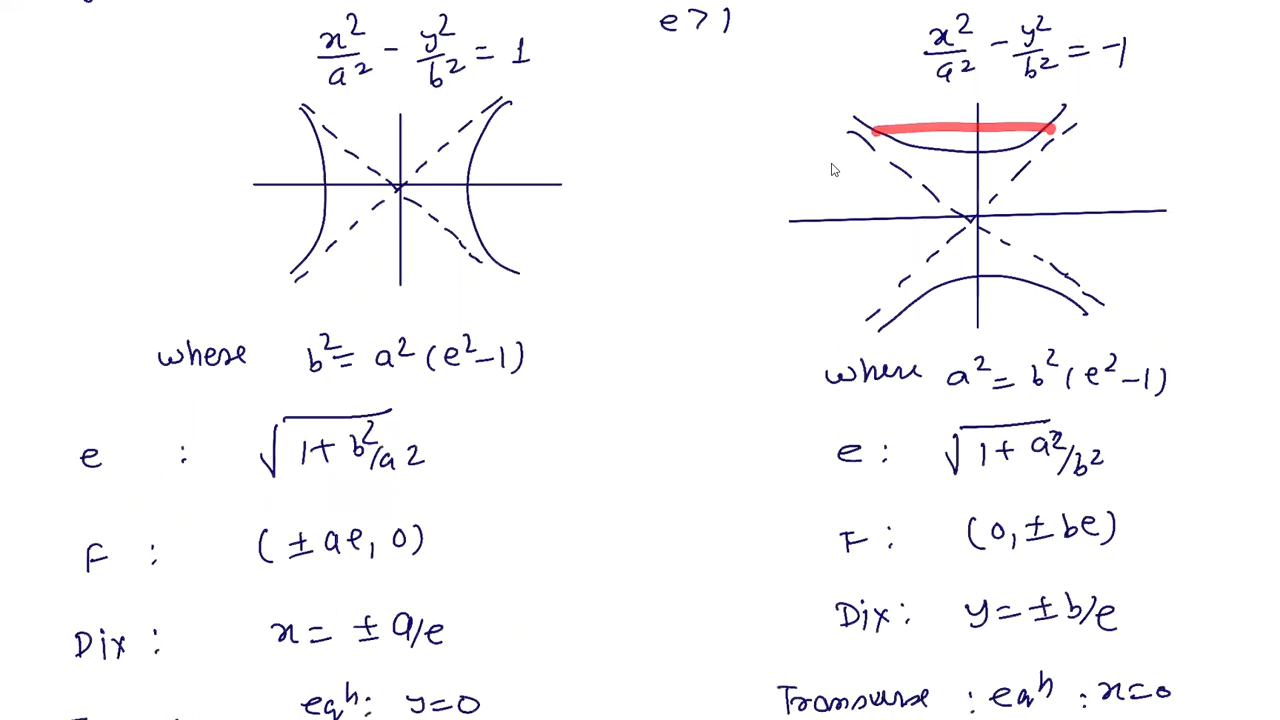 e > 1
x²/a² - y²/b² = 1
x²/a² - y²/b² = -1
where b² = a² (e² - 1)
where a² = b² (e² - 1)
e : √1 + b²/a2
e : √1 + a²/b²
F : (± ae, 0)
F : (0, ± be)
Dix : x = ± a/e
Dix : y = ± b/e
eqⁿ : y = 0
Transverse : eqⁿ : x = 0